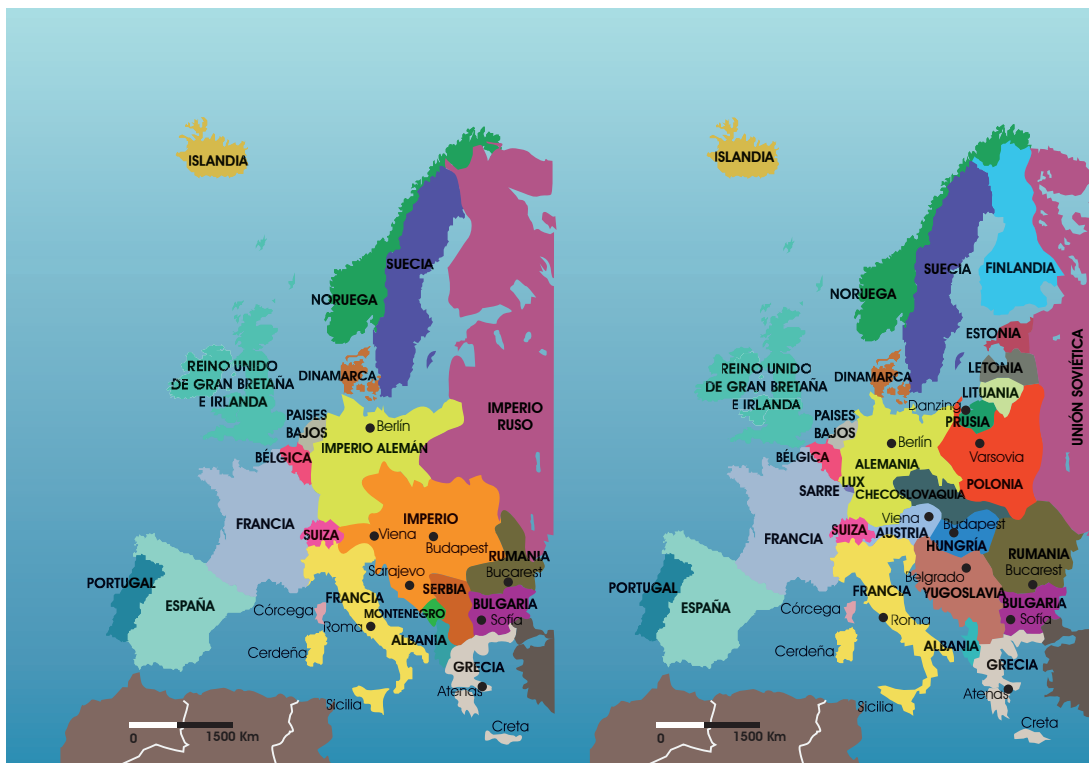 ISLANDIA
SUECIA
NORUEGA
REINO UNIDO
DE GRAN BRETAÑA
E IRLANDA
DINAMARCA
PAISES
BAJOS
Berlín
IMPERIO
RUSO
IMPERIO ALEMÁN
BÉLGICA
FRANCIA
IMPERIO
SUIZA
Viena
Budapest
RUMANIA
Bucarest
Sarajevo
SERBIA
PORTUGAL
ESPAÑA
FRANCIA
Córcega
MONTENEGRO
BULGARIA
Sofía
Roma
ALBANIA
Cerdeña
GRECIA
Atenas
Sicilia
Creta
0
1500 Km
ISLANDIA
SUECIA
FINLANDIA
NORUEGA
ESTONIA
UNIÓN SOVIÉTICA
REINO UNIDO
DE GRAN BRETAÑA
E IRLANDA
DINAMARCA
LETONIA
LITUANIA
Danzing
PRUSIA
PAISES
BAJOS
Berlín
Varsovia
BÉLGICA
ALEMANIA
LUX
SARRE
CHECOSLOVAQUIA
POLONIA
Viena
Budapest
SUIZA
AUSTRIA
HUNGRÍA
FRANCIA
RUMANIA
Bucarest
Belgrado
YUGOSLAVIA
PORTUGAL
ESPAÑA
FRANCIA
Córcega
BULGARIA
Sofía
Roma
ALBANIA
Cerdeña
GRECIA
Atenas
Sicilia
Creta
0
1500 Km